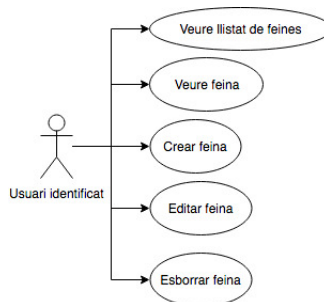 Veure llistat de feines
Veure feina
Crear feina
Usuari identificat
Editar feina
Esborrar feina